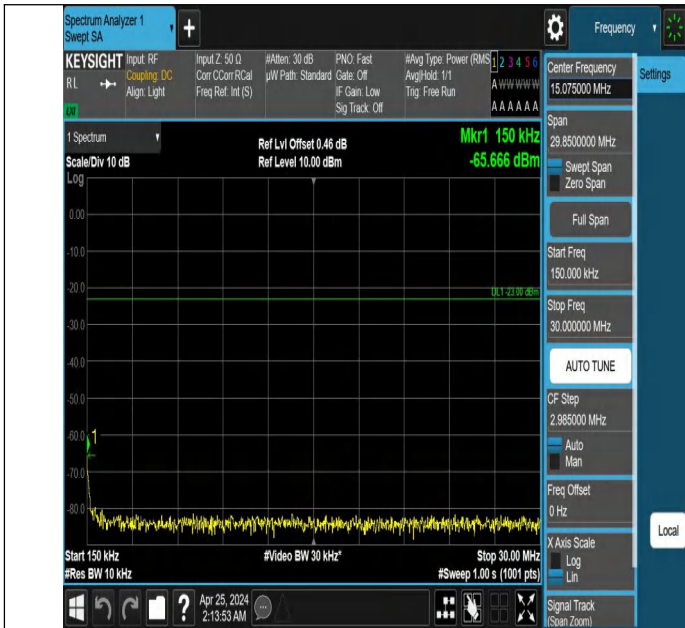 Spectrum Analyzer 1
Swept SA
+
Frequency
KEYSIGHT
RL
Input: RF
Coupling: DC
Align: Light
Input Z: 50 Ω
Corr CCorr RCal
Freq Ref: Int (S)
#Atten: 30 dB
µW Path: Standard
PNO: Fast
Gate: Off
IF Gain: Low
Sig Track: Off
#Avg Type: Power (RMS
Avg|Hold: 1/1
Trig: Free Run
1 2 3 4 5 6
A W W W W W
A A A A A A
1 Spectrum
Scale/Div 10 dB
Ref Lvl Offset 0.46 dB
Ref Level 10.00 dBm
Mkr1 150 kHz
-65.666 dBm
Log
0.00
-10.0
-20.0
-30.0
-40.0
-50.0
-60.0
-70.0
-80.0
DL1 -23.00 dBm
1
Start 150 kHz
#Res BW 10 kHz
#Video BW 30 kHz*
Stop 30.00 MHz
#Sweep 1.00 s (1001 pts)
Apr 25, 2024
2:13:53 AM
?
Center Frequency
15.075000 MHz
Settings
Span
29.8500000 MHz
Swept Span
Zero Span
Full Span
Start Freq
150.000 kHz
Stop Freq
30.000000 MHz
AUTO TUNE
CF Step
2.985000 MHz
Auto
Man
Freq Offset
0 Hz
X Axis Scale
Log
Lin
Local
Signal Track
(Span Zoom)